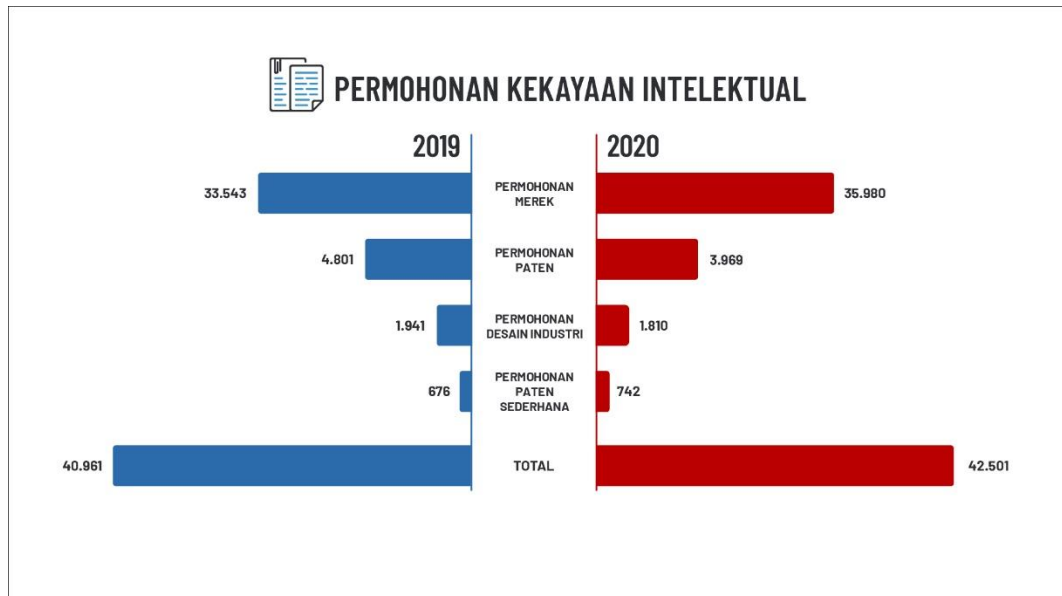 PERMOHONAN KEKAYAAN INTELEKTUAL
2019
2020
33.543
PERMOHONAN
MEREK
35.980
4.801
PERMOHONAN
PATEN
3.969
1.941
PERMOHONAN
DESAIN INDUSTRI
1.810
676
PERMOHONAN
PATEN
SEDERHANA
742
40.961
TOTAL
42.501